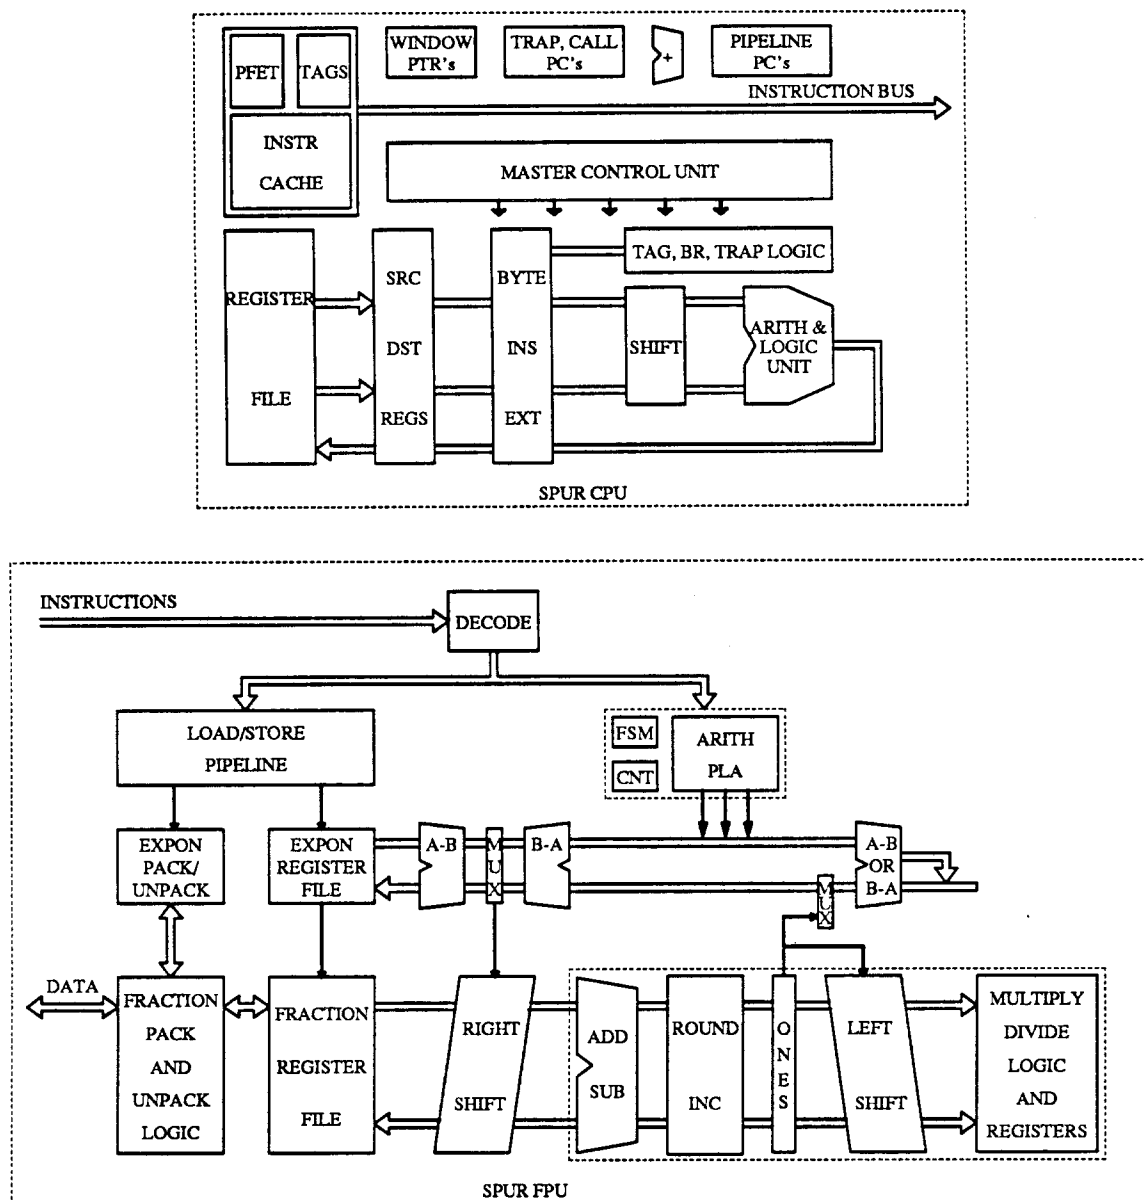 PFET
TAGS
INSTR
CACHE
WINDOW
PTR's
TRAP, CALL
PC's
+
PIPELINE
PC's
INSTRUCTION BUS
MASTER CONTROL UNIT
TAG, BR, TRAP LOGIC
REGISTER
FILE
SRC
DST
REGS
BYTE
INS
EXT
SHIFT
ARITH &
LOGIC
UNIT
SPUR CPU
INSTRUCTIONS
DECODE
LOAD/STORE
PIPELINE
FSM
CNT
ARITH
PLA
EXPON
PACK/
UNPACK
EXPON
REGISTER
FILE
A-B
MUX
B-A
MUX
A-B
OR
B-A
DATA
FRACTION
PACK
AND
UNPACK
LOGIC
FRACTION
REGISTER
FILE
RIGHT
SHIFT
ADD
SUB
ROUND
INC
ONES
LEFT
SHIFT
MULTIPLY
DIVIDE
LOGIC
AND
REGISTERS
SPUR FPU